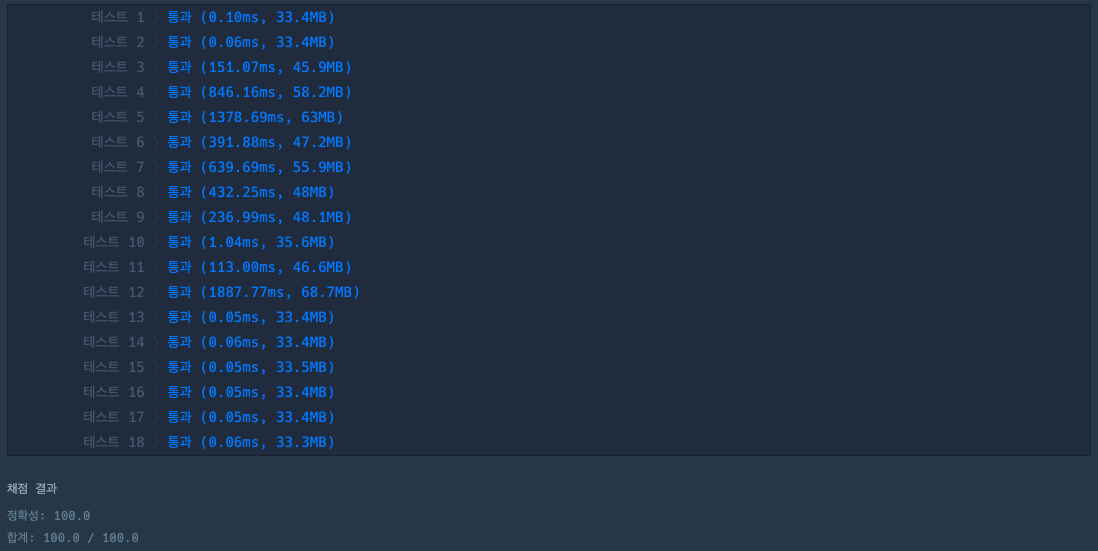 테스트 1 〉 통과 (0.10ms, 33.4MB)
테스트 2 〉 통과 (0.06ms, 33.4MB)
테스트 3 〉 통과 (151.07ms, 45.9MB)
테스트 4 〉 통과 (846.16ms, 58.2MB)
테스트 5 〉 통과 (1378.69ms, 63MB)
테스트 6 〉 통과 (391.88ms, 47.2MB)
테스트 7 〉 통과 (639.69ms, 55.9MB)
테스트 8 〉 통과 (432.25ms, 48MB)
테스트 9 〉 통과 (236.99ms, 48.1MB)
테스트 10 〉 통과 (1.04ms, 35.6MB)
테스트 11 〉 통과 (113.00ms, 46.6MB)
테스트 12 〉 통과 (1887.77ms, 68.7MB)
테스트 13 〉 통과 (0.05ms, 33.4MB)
테스트 14 〉 통과 (0.06ms, 33.4MB)
테스트 15 〉 통과 (0.05ms, 33.5MB)
테스트 16 〉 통과 (0.05ms, 33.4MB)
테스트 17 〉 통과 (0.05ms, 33.4MB)
테스트 18 〉 통과 (0.06ms, 33.3MB)
채점 결과
정확성: 100.0
합계: 100.0 / 100.0